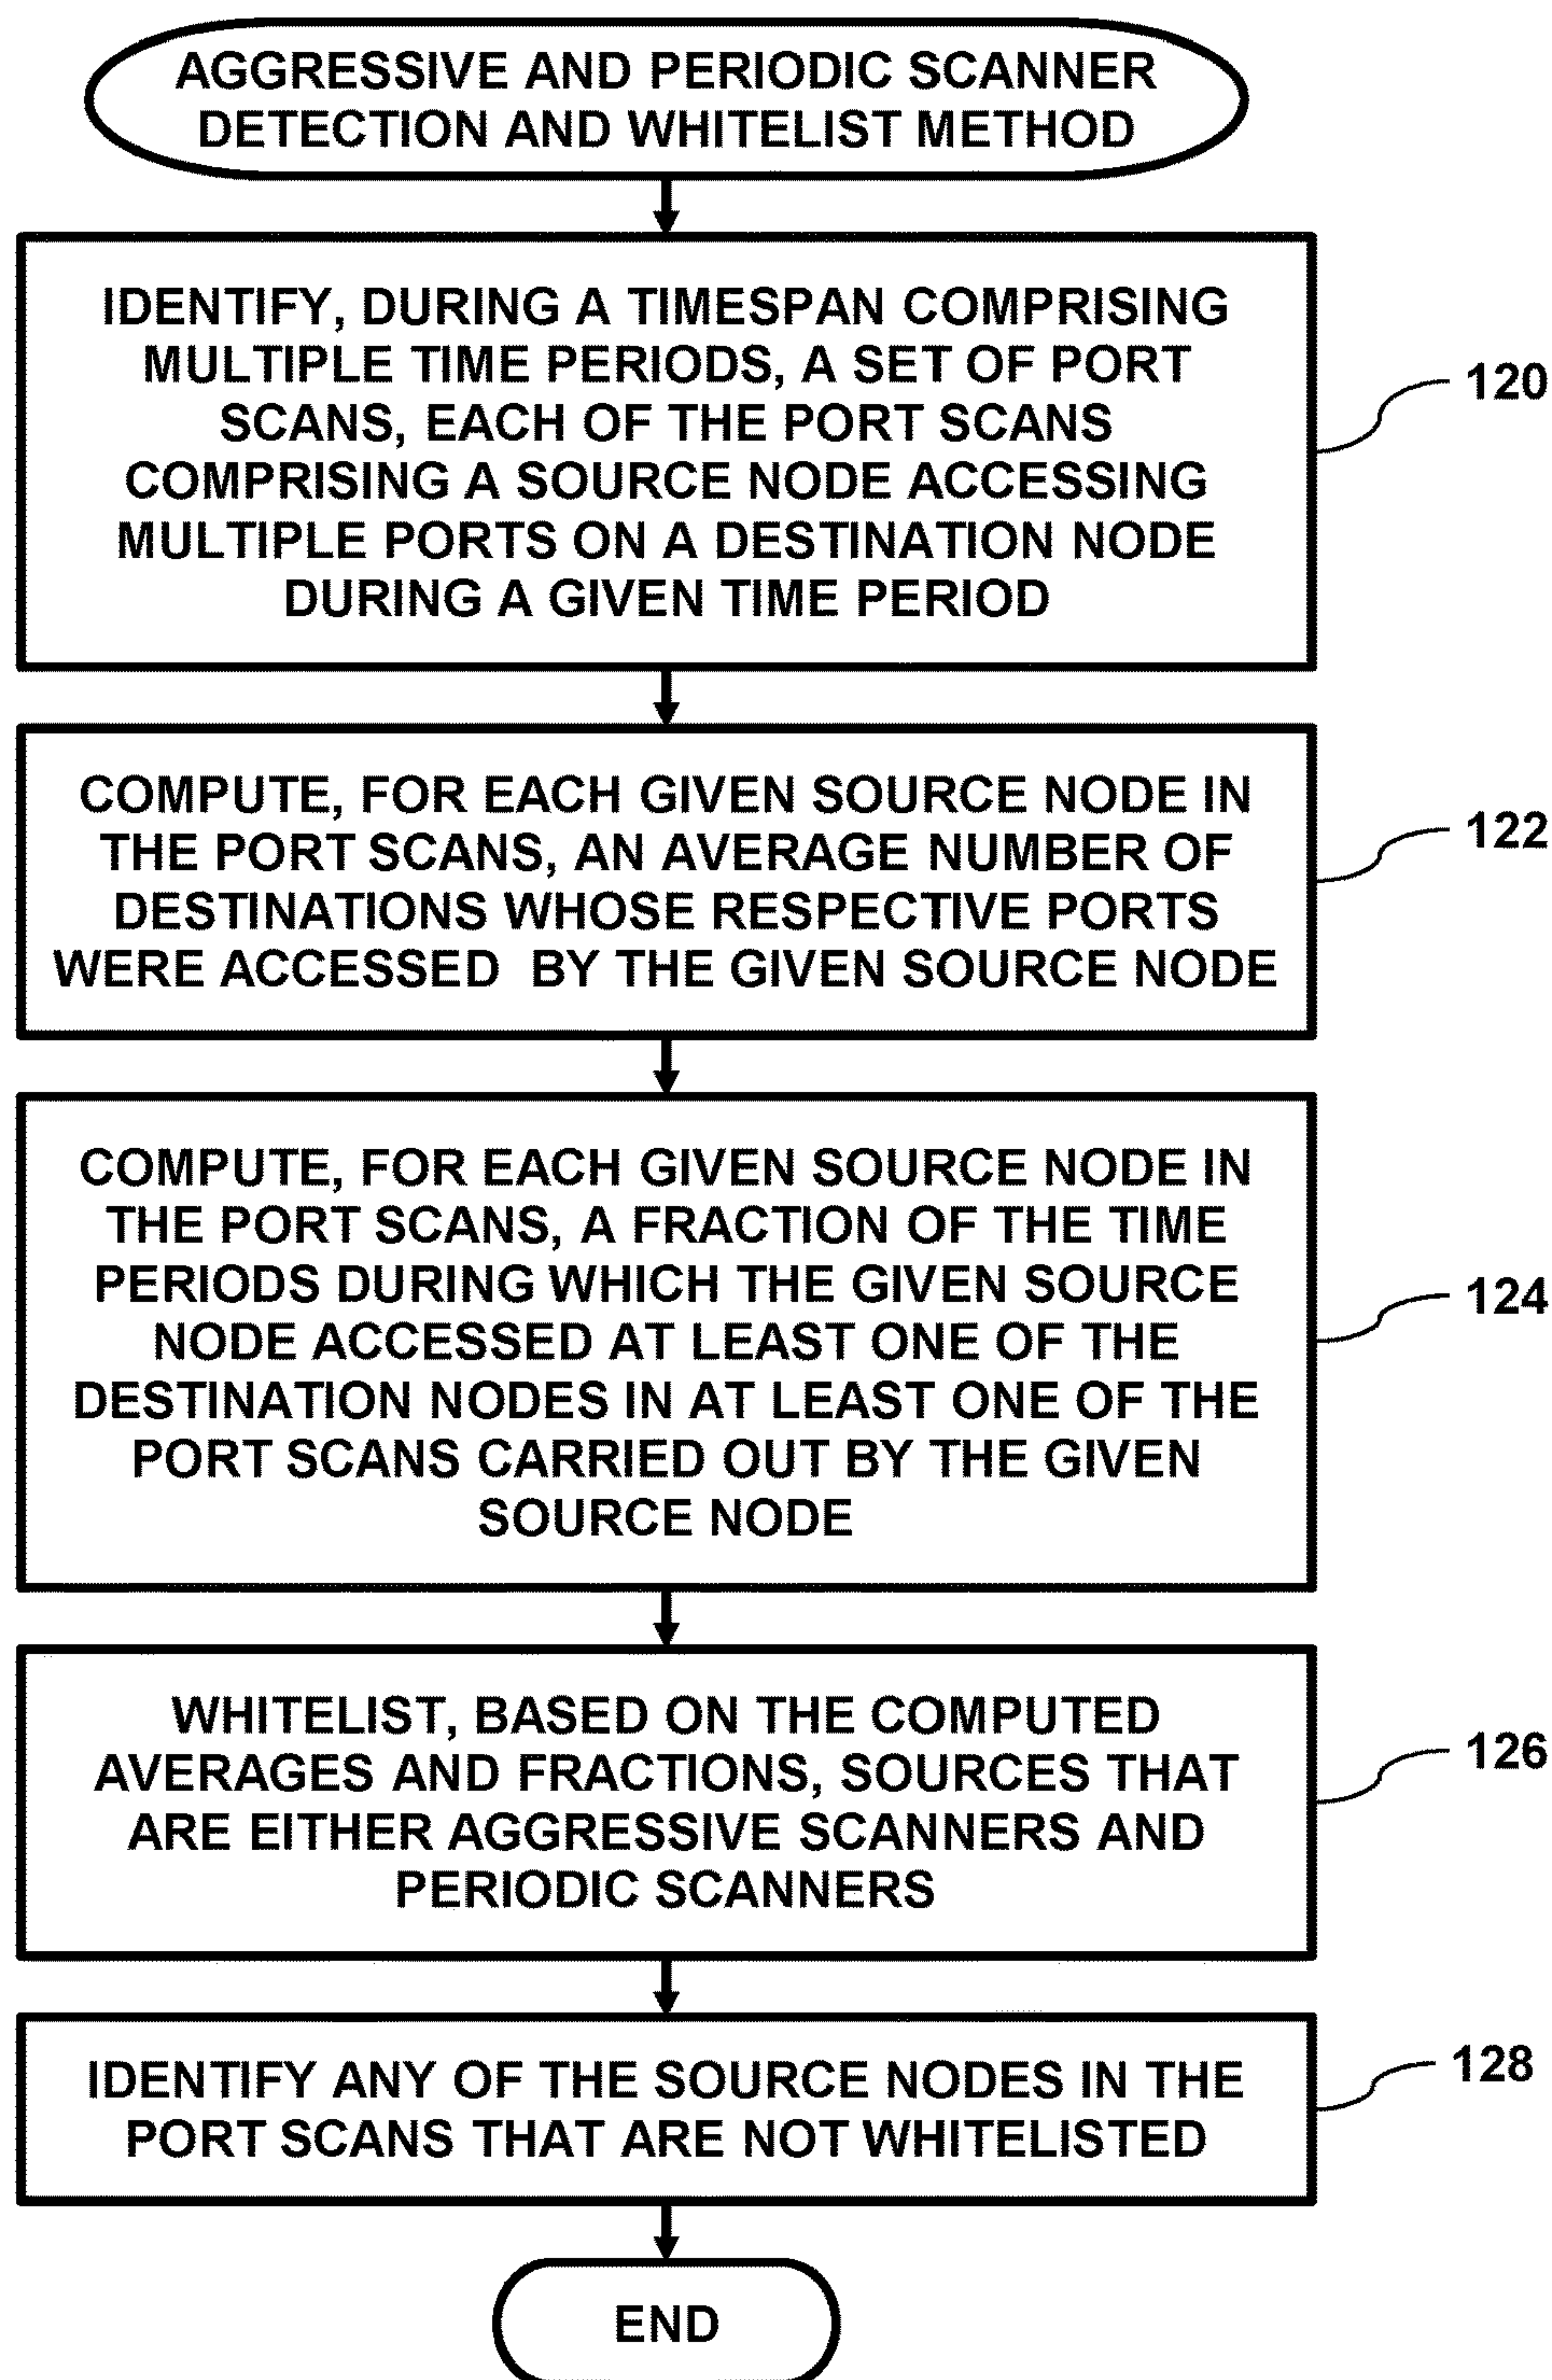 AGGRESSIVE AND PERIODIC SCANNER
DETECTION AND WHITELIST METHOD
IDENTIFY, DURING A TIMESPAN COMPRISING
MULTIPLE TIME PERIODS, A SET OF PORT
SCANS, EACH OF THE PORT SCANS
COMPRISING A SOURCE NODE ACCESSING
MULTIPLE PORTS ON A DESTINATION NODE
DURING A GIVEN TIME PERIOD
120
COMPUTE, FOR EACH GIVEN SOURCE NODE IN
THE PORT SCANS, AN AVERAGE NUMBER OF
DESTINATIONS WHOSE RESPECTIVE PORTS
WERE ACCESSED BY THE GIVEN SOURCE NODE
122
COMPUTE, FOR EACH GIVEN SOURCE NODE IN
THE PORT SCANS, A FRACTION OF THE TIME
PERIODS DURING WHICH THE GIVEN SOURCE
NODE ACCESSED AT LEAST ONE OF THE
DESTINATION NODES IN AT LEAST ONE OF THE
PORT SCANS CARRIED OUT BY THE GIVEN
SOURCE NODE
124
WHITELIST, BASED ON THE COMPUTED
AVERAGES AND FRACTIONS, SOURCES THAT
ARE EITHER AGGRESSIVE SCANNERS AND
PERIODIC SCANNERS
126
IDENTIFY ANY OF THE SOURCE NODES IN THE
PORT SCANS THAT ARE NOT WHITELISTED
128
END